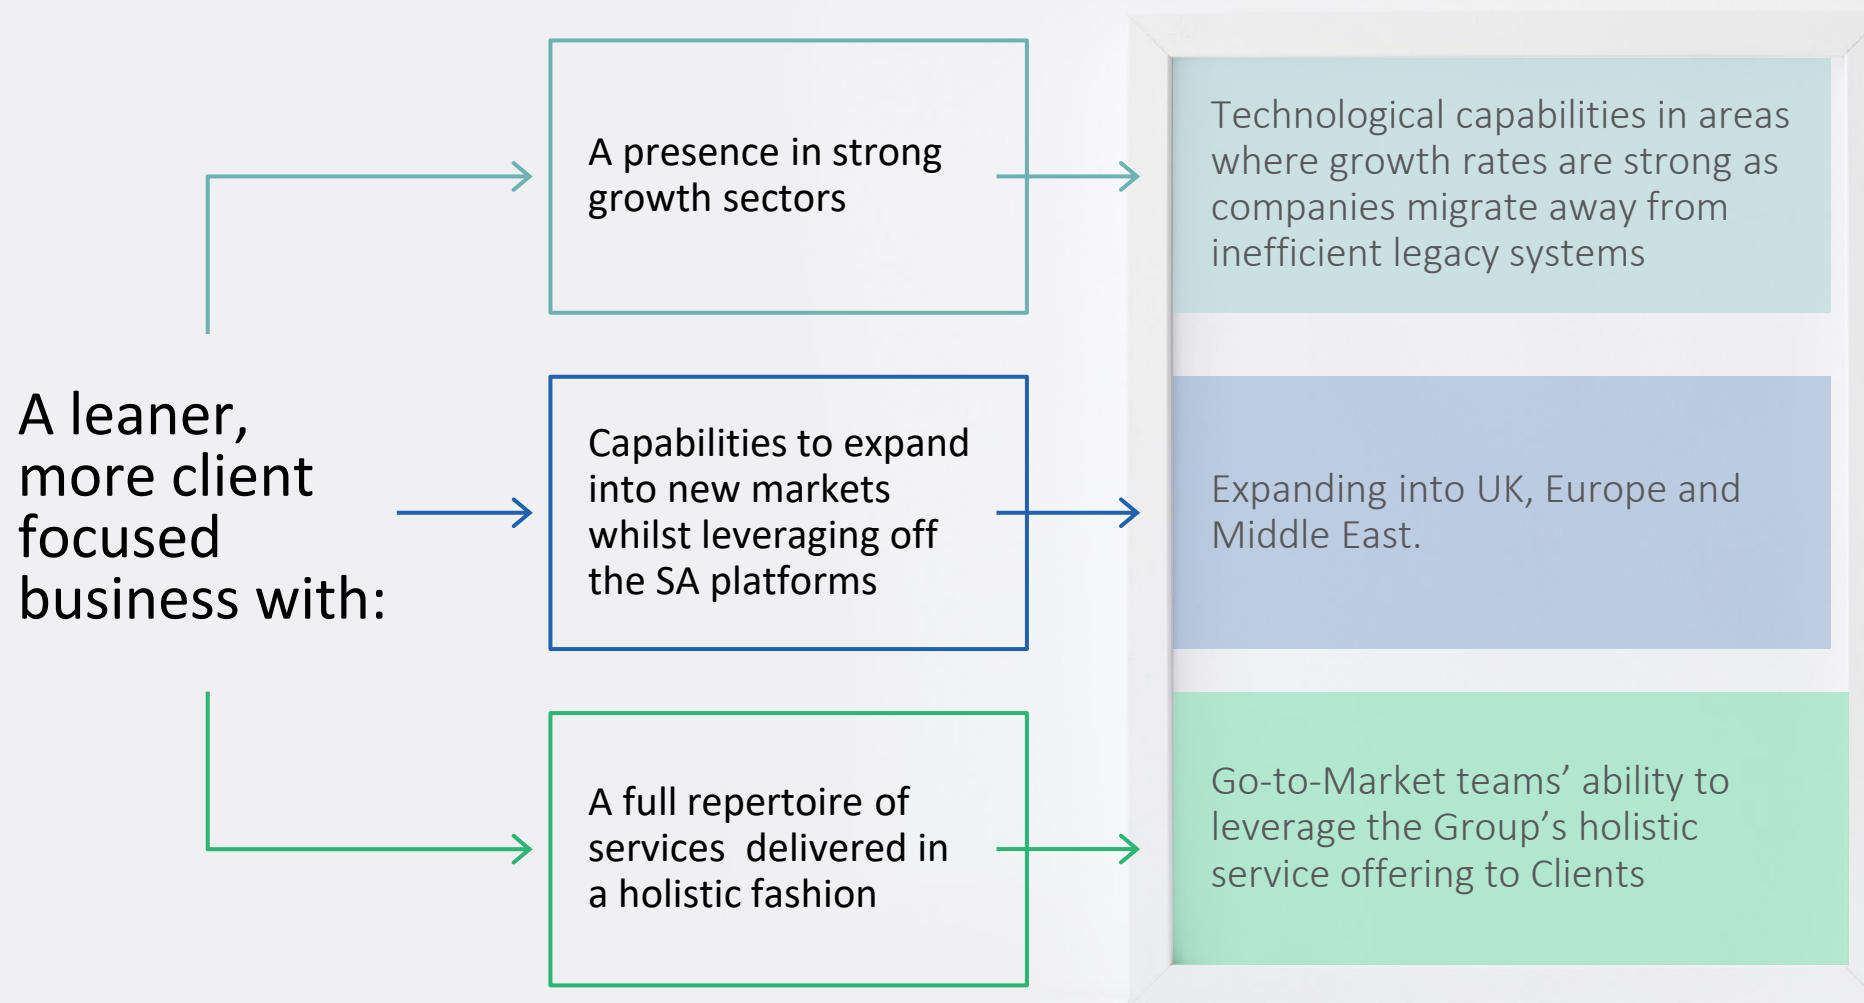 A leaner,
more client
focused
business with:
A presence in strong
growth sectors
Technological capabilities in areas
where growth rates are strong as
companies migrate away from
inefficient legacy systems
Capabilities to expand
into new markets
whilst leveraging off
the SA platforms
Expanding into UK, Europe and
Middle East.
A full repertoire of
services  delivered in
a holistic fashion
Go-to-Market teams’ ability to
leverage the Group’s holistic
service offering to Clients